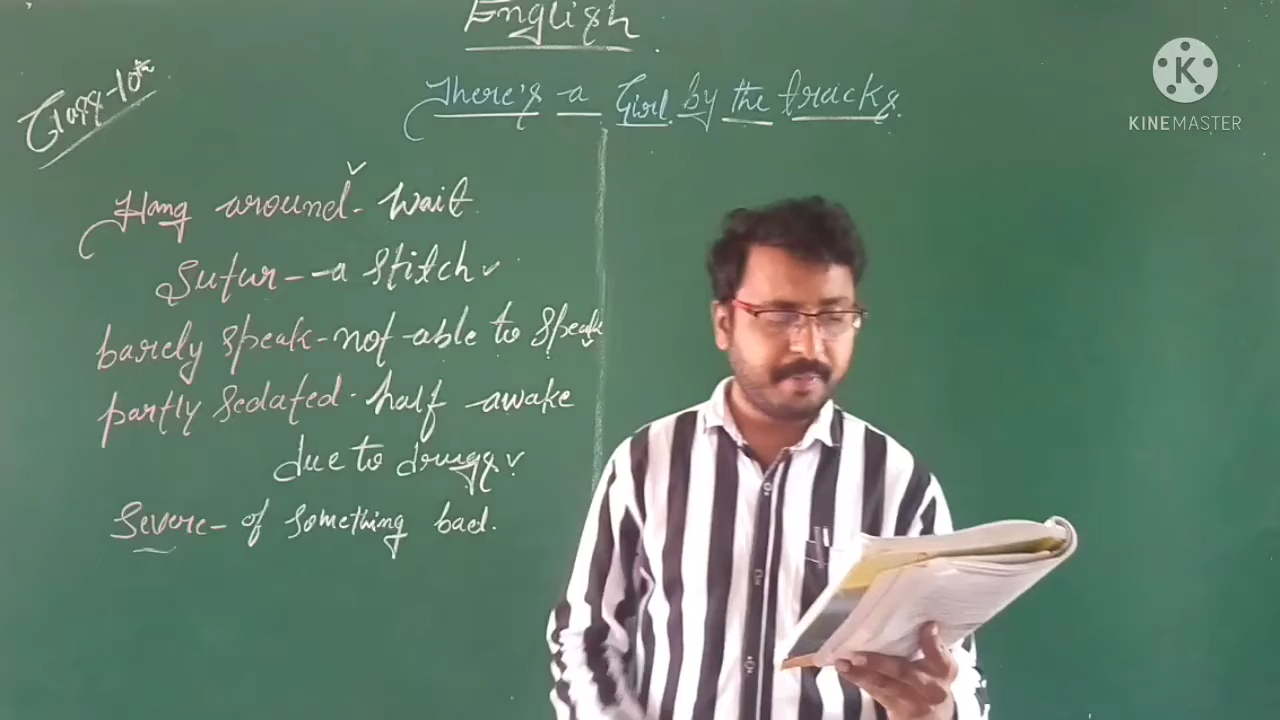 English
Class-10th
There's a Girl by the tracks.
Hang around - wait
Sutur - a stitch
barely speak - not able to speak
partly sedated - half awake
due to drugs
Severe - of something bad.
KINEMASTER